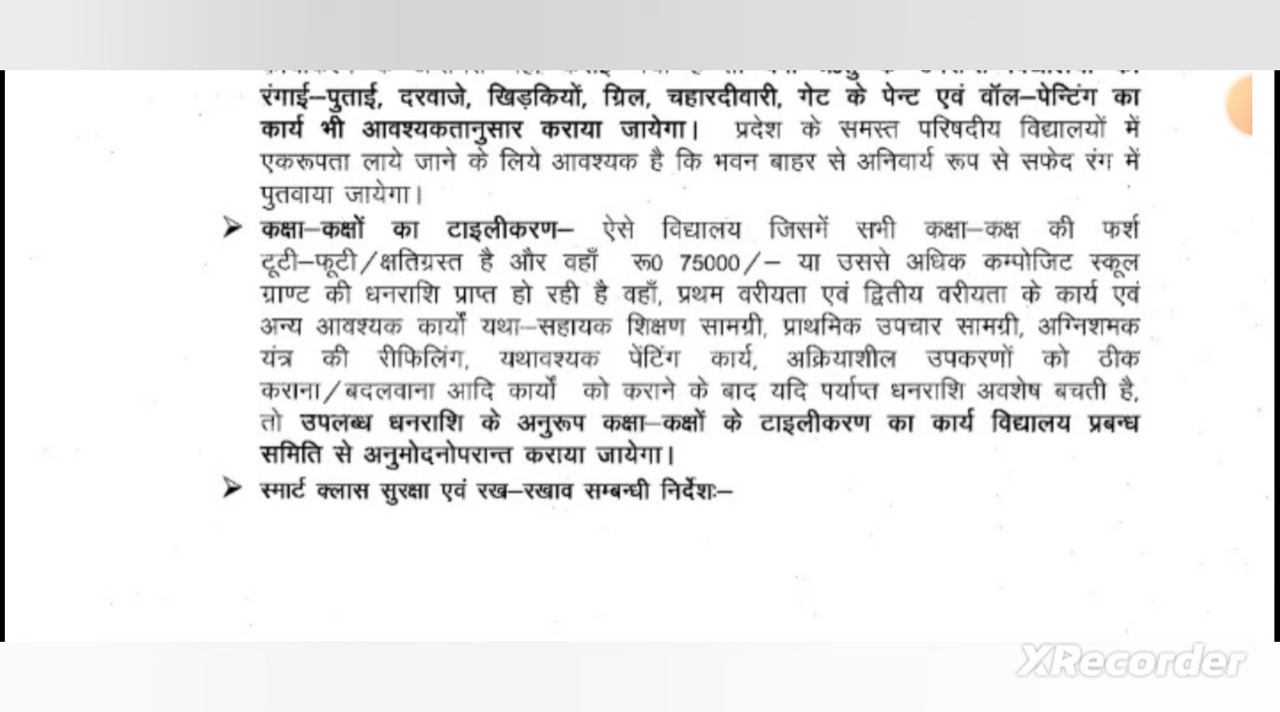 रंगाई–पुताई, दरवाजे, खिड़कियों, ग्रिल, चहारदीवारी, गेट के पेन्ट एवं वॉल–पेन्टिंग का
कार्य भी आवश्यकतानुसार कराया जायेगा। प्रदेश के समस्त परिषदीय विद्यालयों में
एकरूपता लाये जाने के लिये आवश्यक है कि भवन बाहर से अनिवार्य रूप से सफेद रंग में
पुतवाया जायेगा।
➤ कक्षा–कक्षों का टाइलीकरण– ऐसे विद्यालय जिसमें सभी कक्षा–कक्ष की फर्श
टूटी–फूटी/क्षतिग्रस्त है और वहाँ रू0 75000/– या उससे अधिक कम्पोजिट स्कूल
ग्राण्ट की धनराशि प्राप्त हो रही है वहाँ, प्रथम वरीयता एवं द्वितीय वरीयता के कार्य एवं
अन्य आवश्यक कार्यों यथा–सहायक शिक्षण सामग्री, प्राथमिक उपचार सामग्री, अग्निशमक
यंत्र की रीफिलिंग, यथावश्यक पेंटिंग कार्य, अक्रियाशील उपकरणों को ठीक
कराना/बदलवाना आदि कार्यों को कराने के बाद यदि पर्याप्त धनराशि अवशेष बचती है,
तो उपलब्ध धनराशि के अनुरूप कक्षा–कक्षों के टाइलीकरण का कार्य विद्यालय प्रबन्ध
समिति से अनुमोदनोपरान्त कराया जायेगा।
➤ स्मार्ट क्लास सुरक्षा एवं रख–रखाव सम्बन्धी निर्देशः–
XRecorder